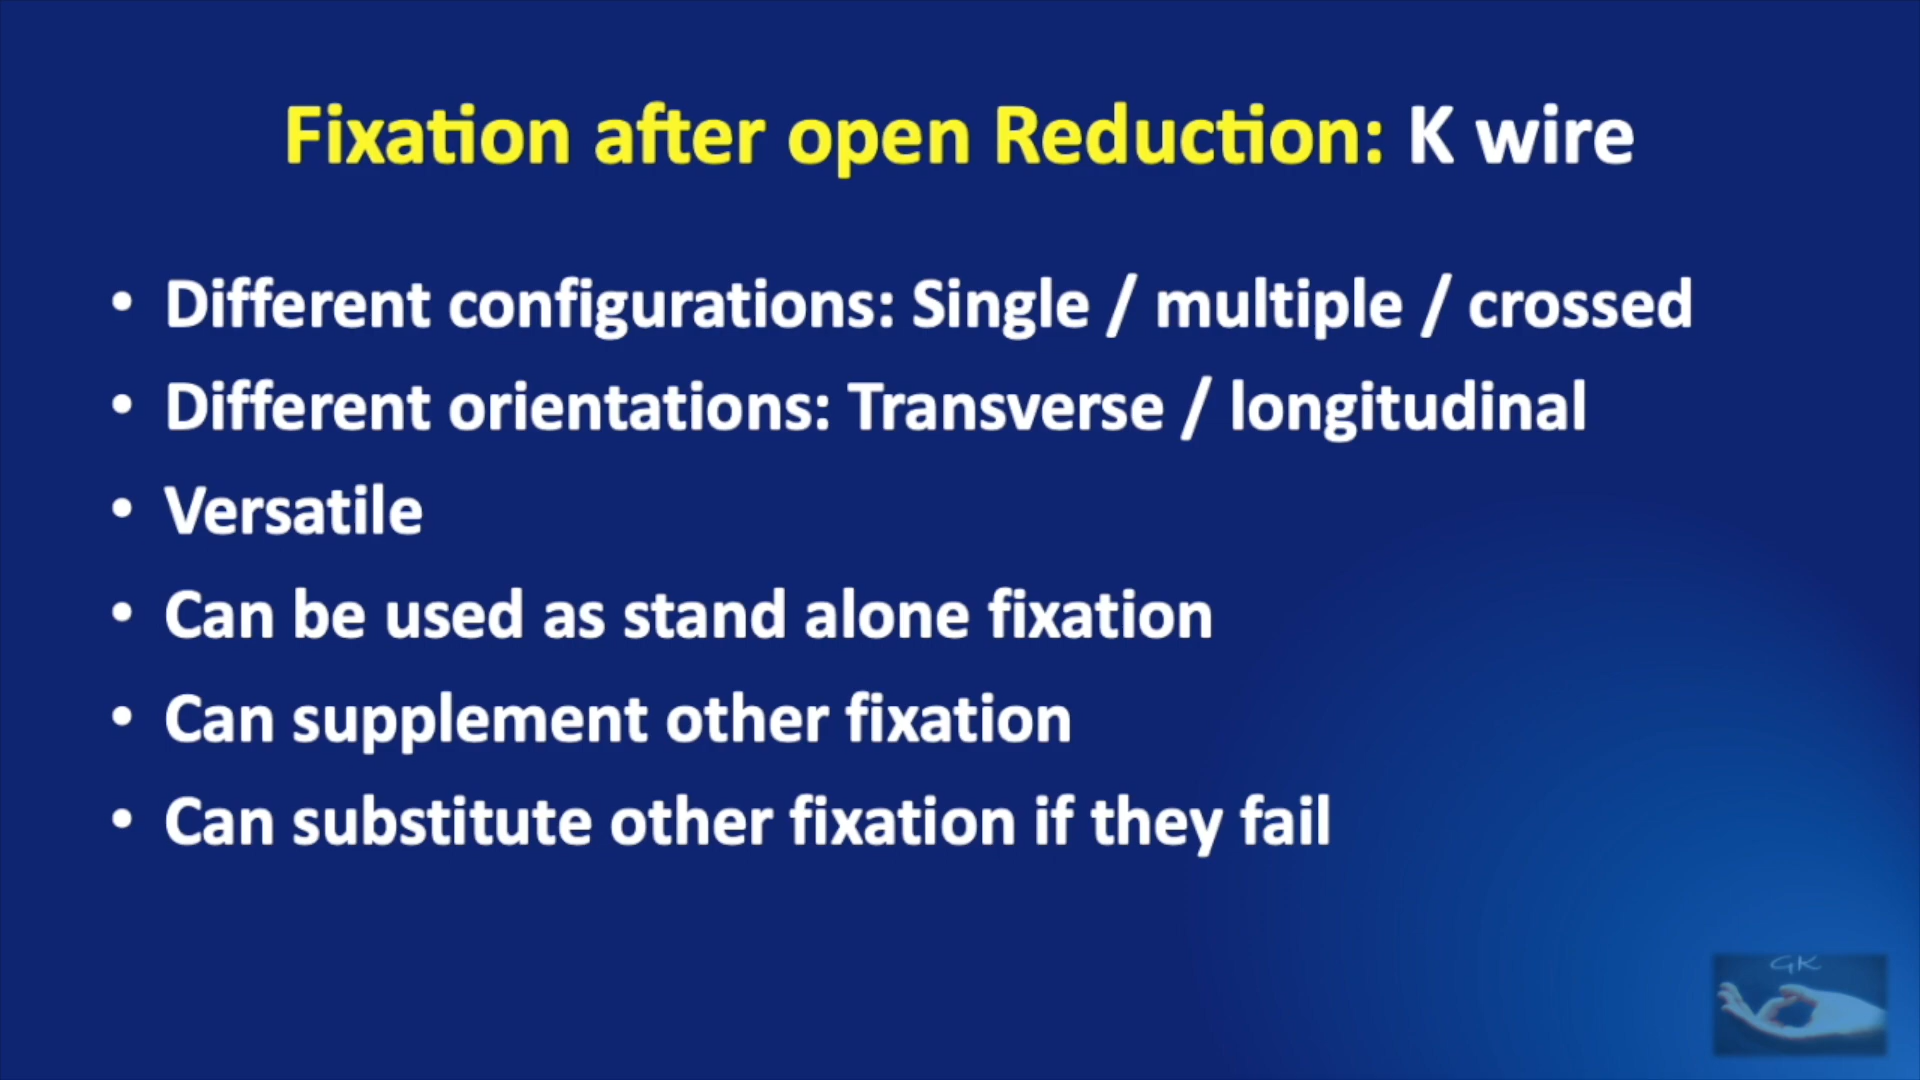 Fixation after open Reduction: K wire
• Different configurations: Single / multiple / crossed
• Different orientations: Transverse / longitudinal
• Versatile
• Can be used as stand alone fixation
• Can supplement other fixation
• Can substitute other fixation if they fail
GK